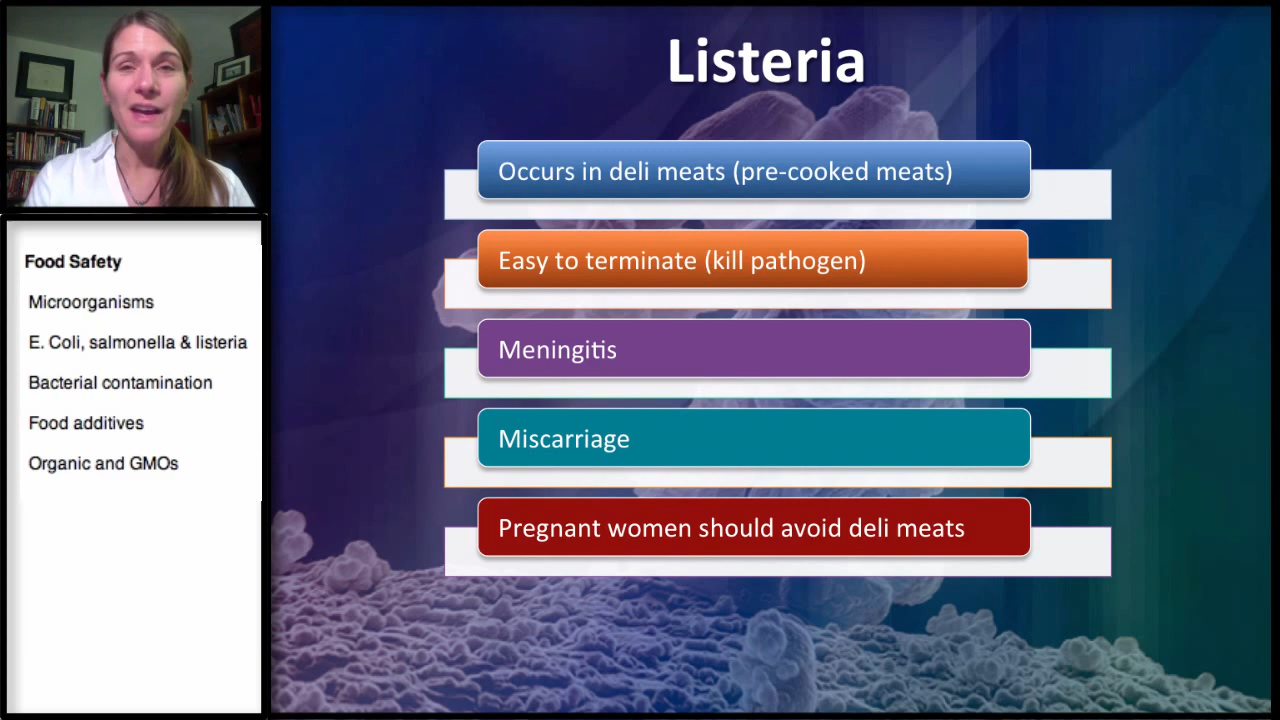 Listeria
Occurs in deli meats (pre-cooked meats)
Easy to terminate (kill pathogen)
Meningitis
Miscarriage
Pregnant women should avoid deli meats
Food Safety
Microorganisms
E. Coli, salmonella & listeria
Bacterial contamination
Food additives
Organic and GMOs